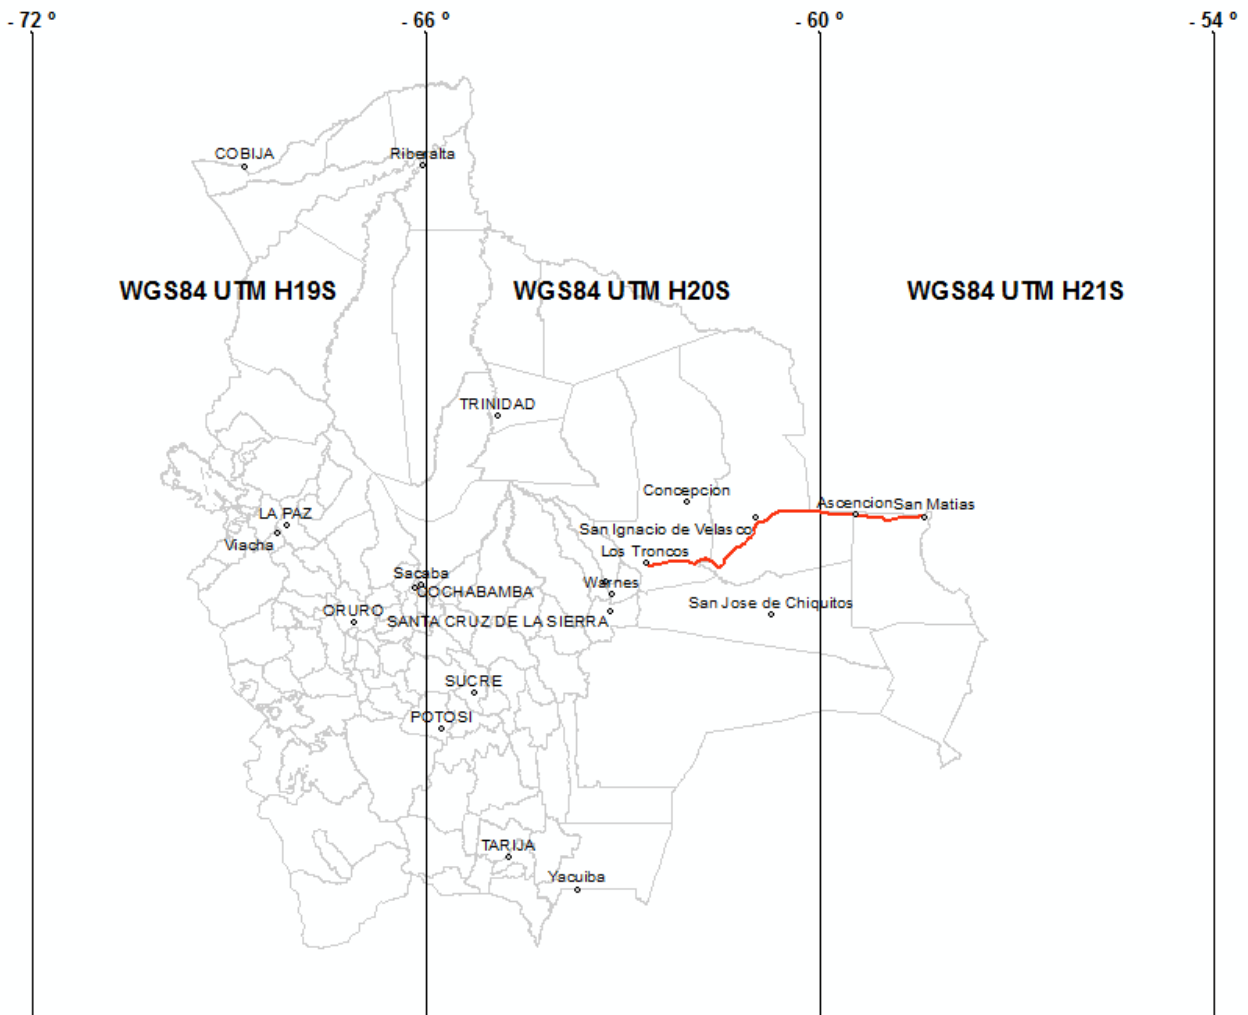 - 72 º
- 66 º
- 60 º
- 54 º
COBIJA
Riberalta
WGS84 UTM H19S
WGS84 UTM H20S
WGS84 UTM H21S
TRINIDAD
Concepcion
Ascencion
San Matias
LA PAZ
San Ignacio de Velasco
Viacha
Los Troncos
Sacaba
Warnes
COCHABAMBA
San Jose de Chiquitos
ORURO
SANTA CRUZ DE LA SIERRA
SUCRE
POTOSI
TARIJA
Yacuiba